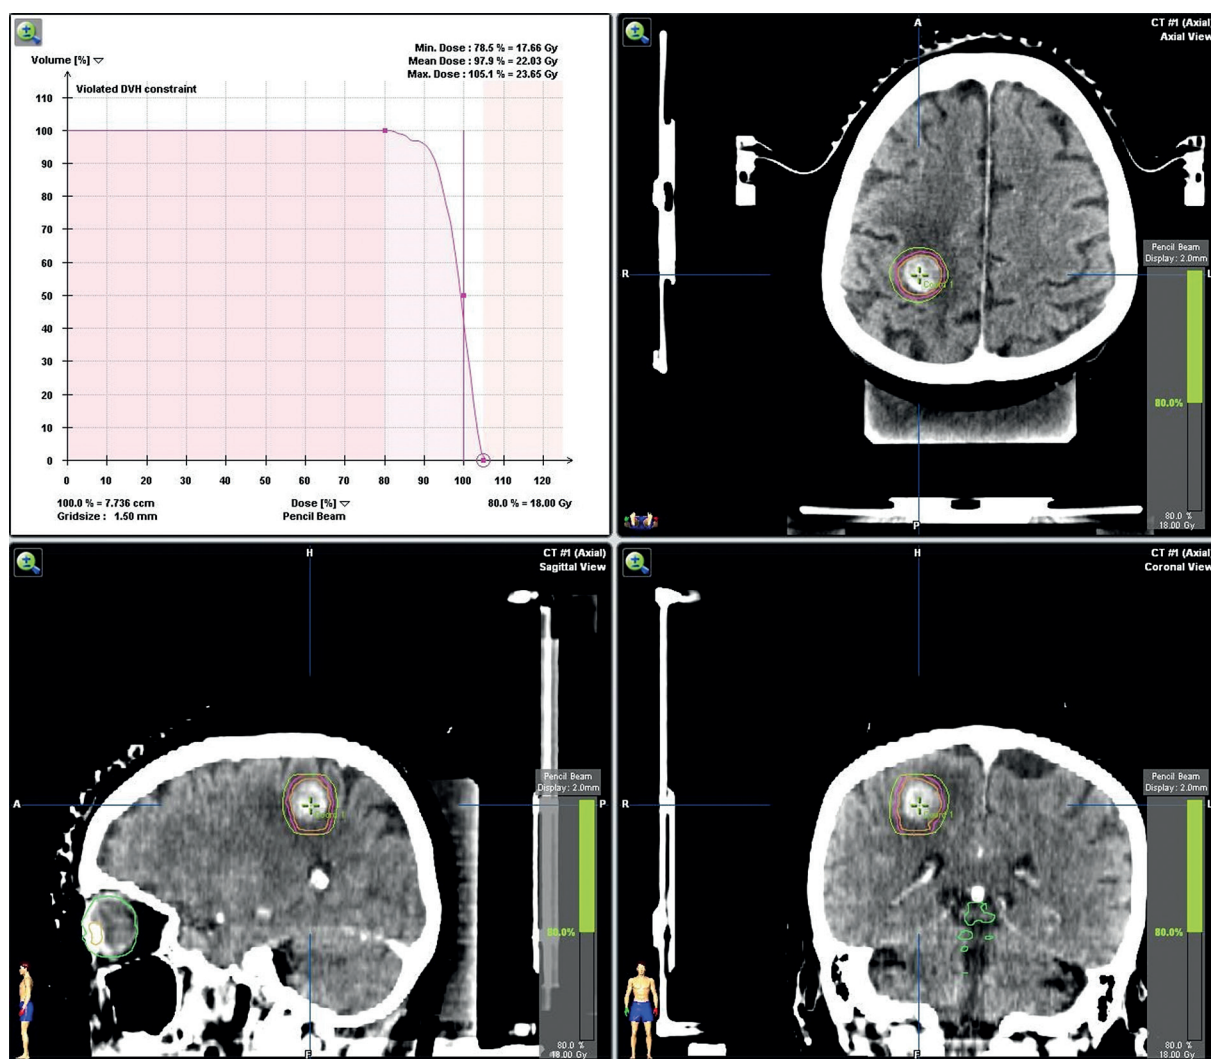 Min. Dose : 78.5 % = 17.66 Gy
Mean Dose : 97.9 % = 22.03 Gy
Max. Dose : 105.1 % = 23.65 Gy
Volume [%]
Violated DVH constraint
110
100
90
80
70
60
50
40
30
20
10
0
0 10 20 30 40 50 60 70 80 90 100 110 120
100.0 % = 7.736 ccm Dose [%] 80.0 % = 18.00 Gy
Gridsize : 1.50 mm Pencil Beam
CT #1 (Axial)
Axial View
A
R
L
P
Coord 1
Pencil Beam
Display: 2.0mm
80.0%
80.0 %
18.00 Gy
CT #1 (Axial)
Sagittal View
H
A
P
F
Coord 1
Pencil Beam
Display: 2.0mm
80.0%
80.0 %
18.00 Gy
CT #1 (Axial)
Coronal View
H
R
L
F
Coord 1
Pencil Beam
Display: 2.0mm
80.0%
80.0 %
18.00 Gy